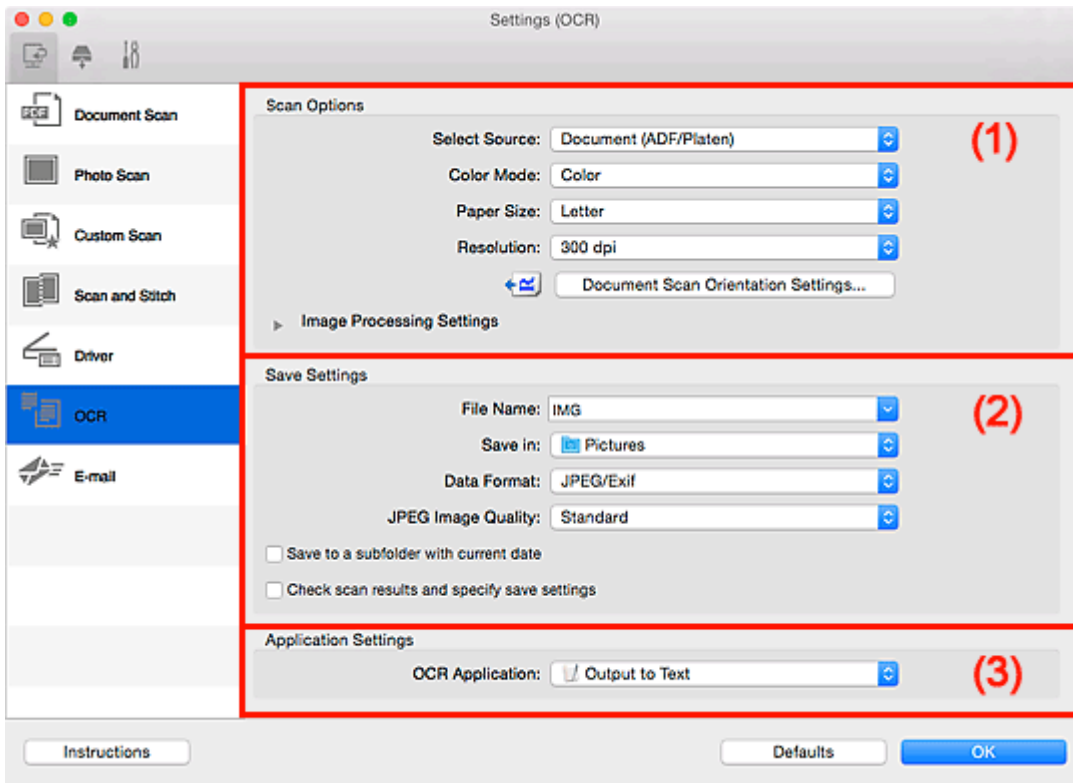 Settings (OCR)
Document Scan
Photo Scan
Custom Scan
Scan and Stitch
Driver
OCR
E-mail
Scan Options
(1)
Select Source: Document (ADF/Platen)
Color Mode: Color
Paper Size: Letter
Resolution: 300 dpi
Document Scan Orientation Settings...
Image Processing Settings
Save Settings
(2)
File Name: IMG
Save in: Pictures
Data Format: JPEG/Exif
JPEG Image Quality: Standard
Save to a subfolder with current date
Check scan results and specify save settings
Application Settings
(3)
OCR Application: Output to Text
Instructions
Defaults
OK